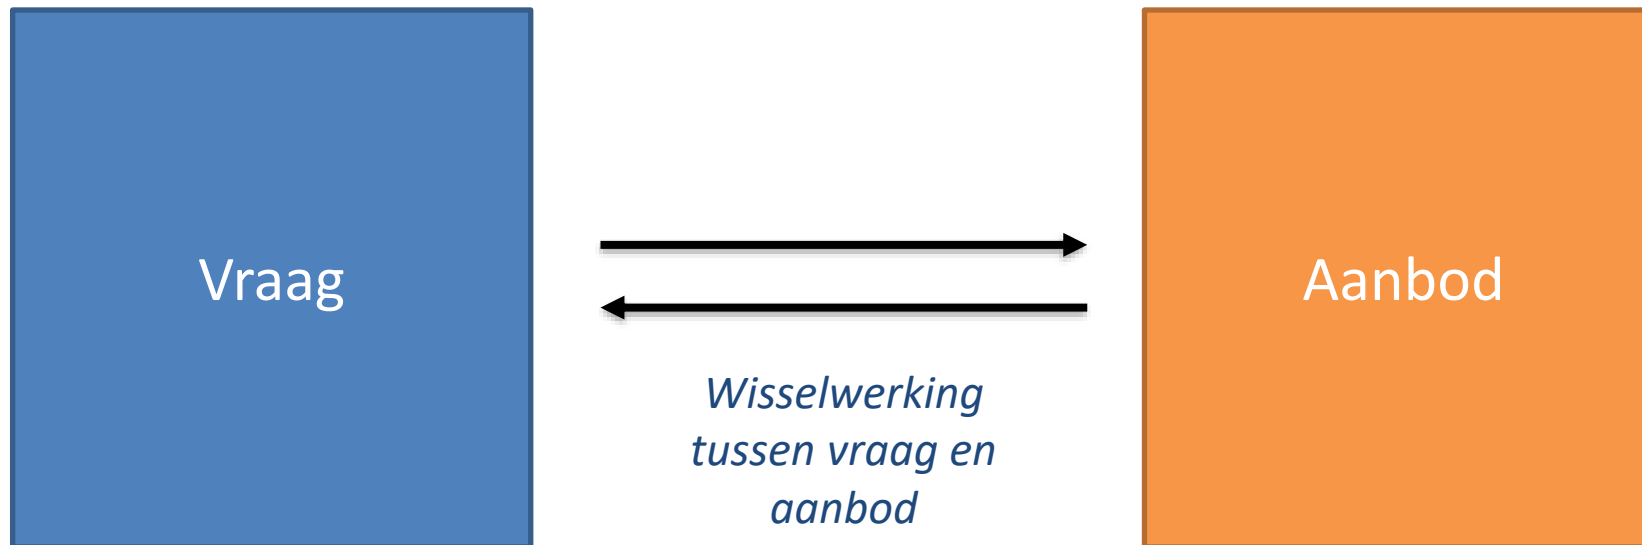 Vraag
Aanbod
Wisselwerking
tussen vraag en
aanbod